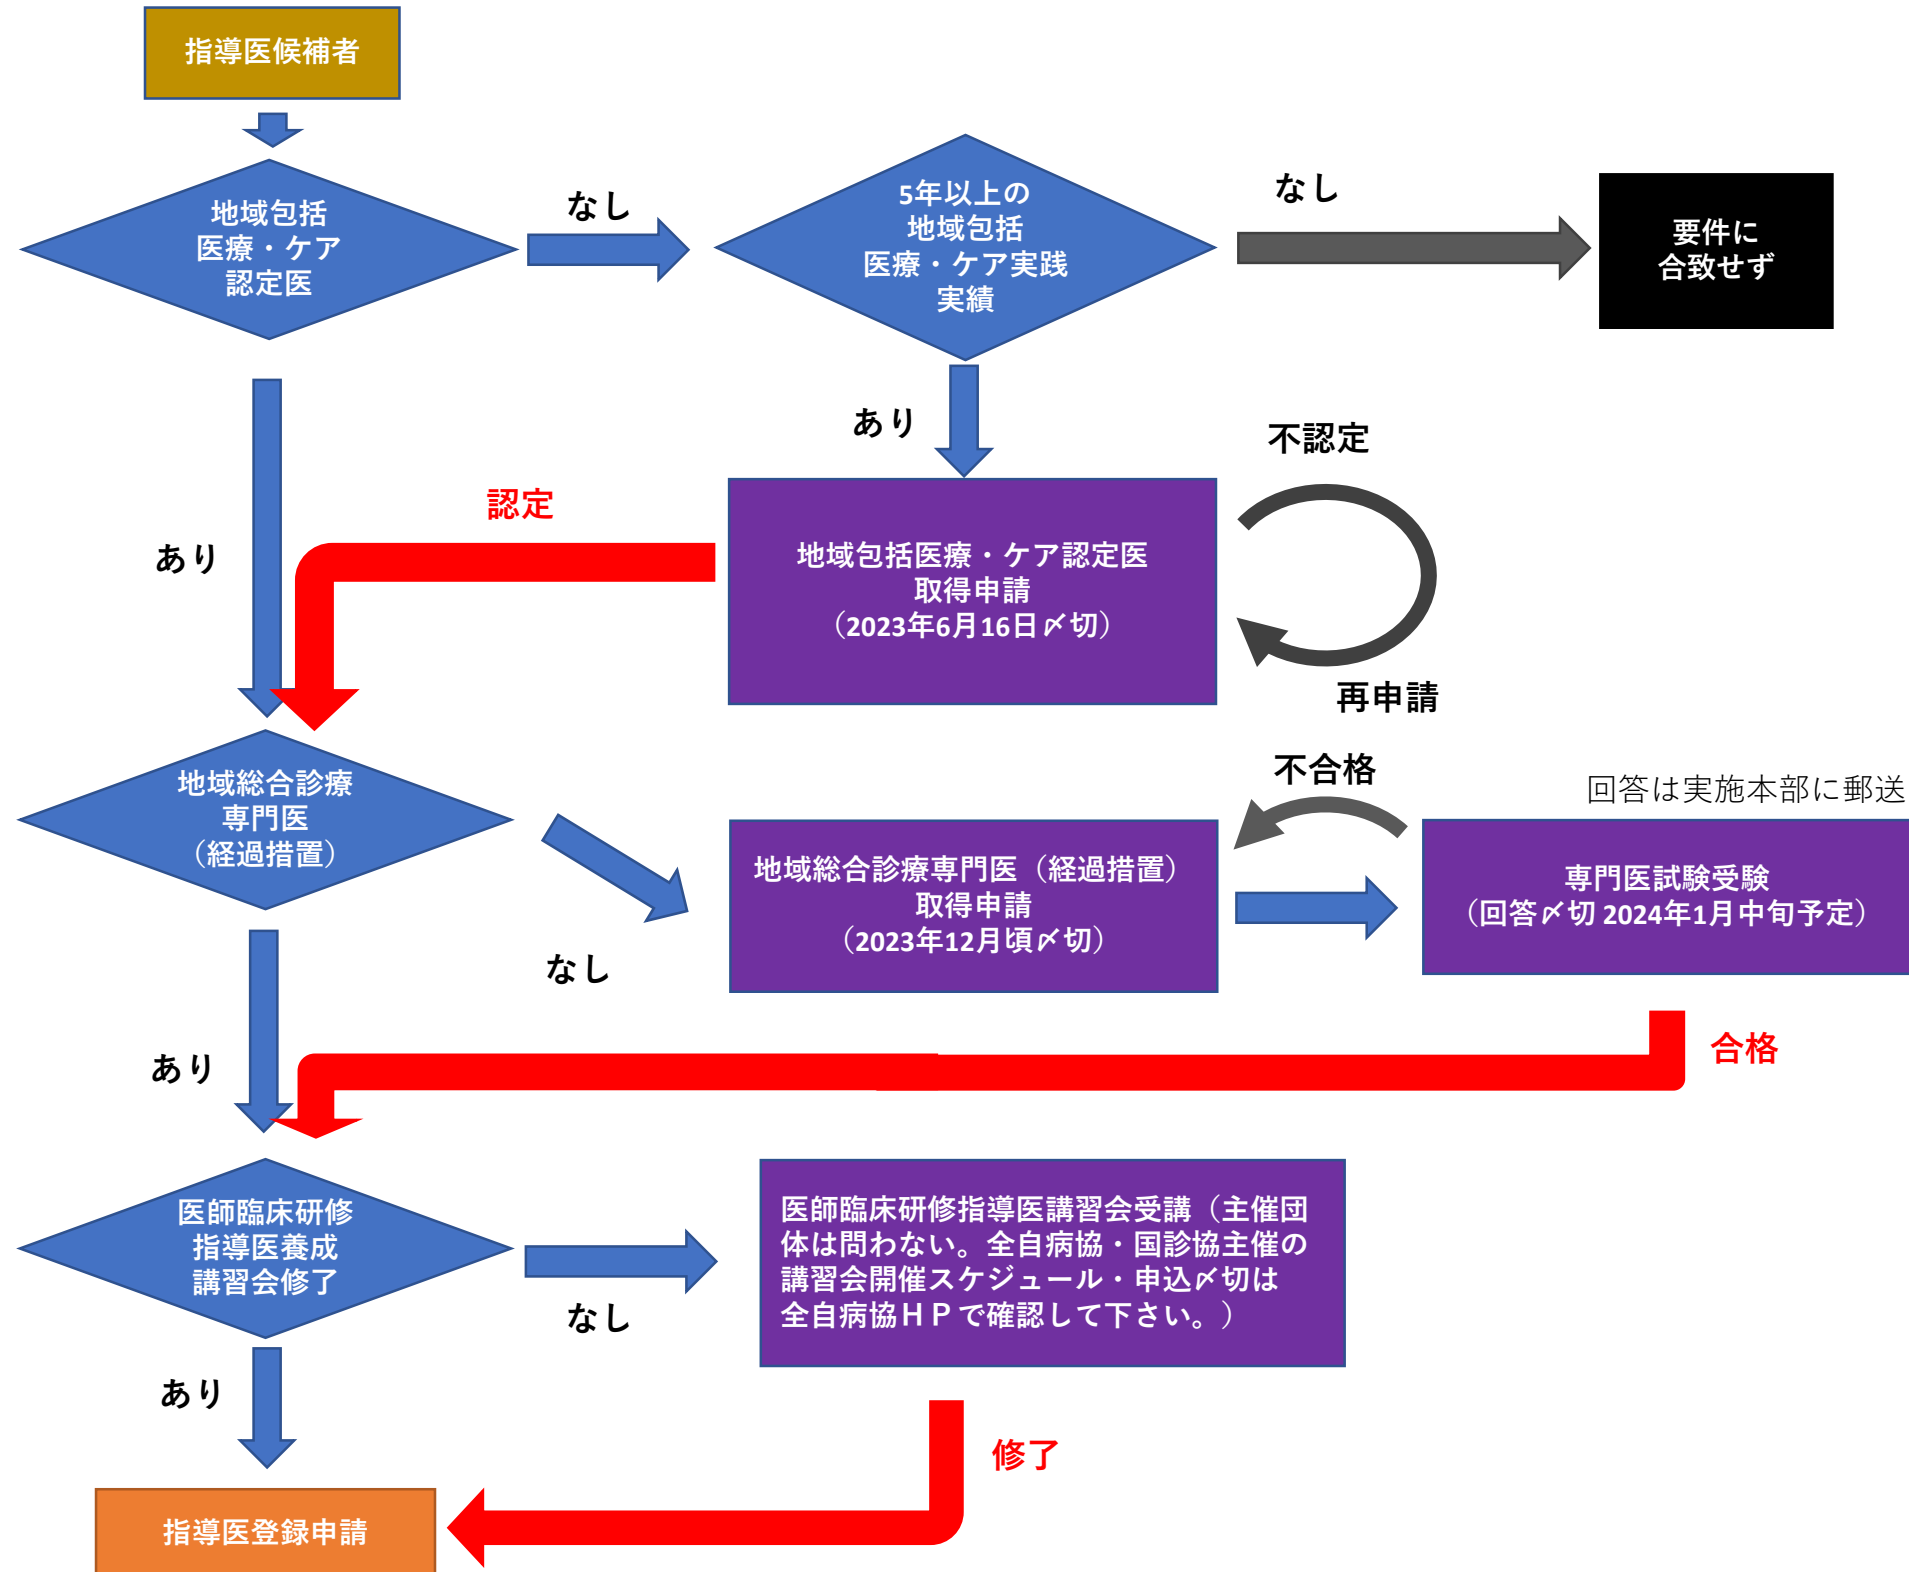 指導医候補者
地域包括
医療・ケア
認定医
なし
5年以上の
地域包括
医療・ケア実践
実績
なし
要件に
合致せず
あり
あり
認定
地域包括医療・ケア認定医
取得申請
（2023年6月16日〆切）
不認定
再申請
地域総合診療
専門医
（経過措置）
なし
地域総合診療専門医（経過措置）
取得申請
（2023年12月頃〆切）
不合格
回答は実施本部に郵送
専門医試験受験
（回答〆切 2024年1月中旬予定）
合格
あり
医師臨床研修
指導医養成
講習会修了
なし
医師臨床研修指導医講習会受講（主催団
体は問わない。全自病協・国診協主催の
講習会開催スケジュール・申込〆切は
全自病協ＨＰで確認して下さい。）
あり
修了
指導医登録申請